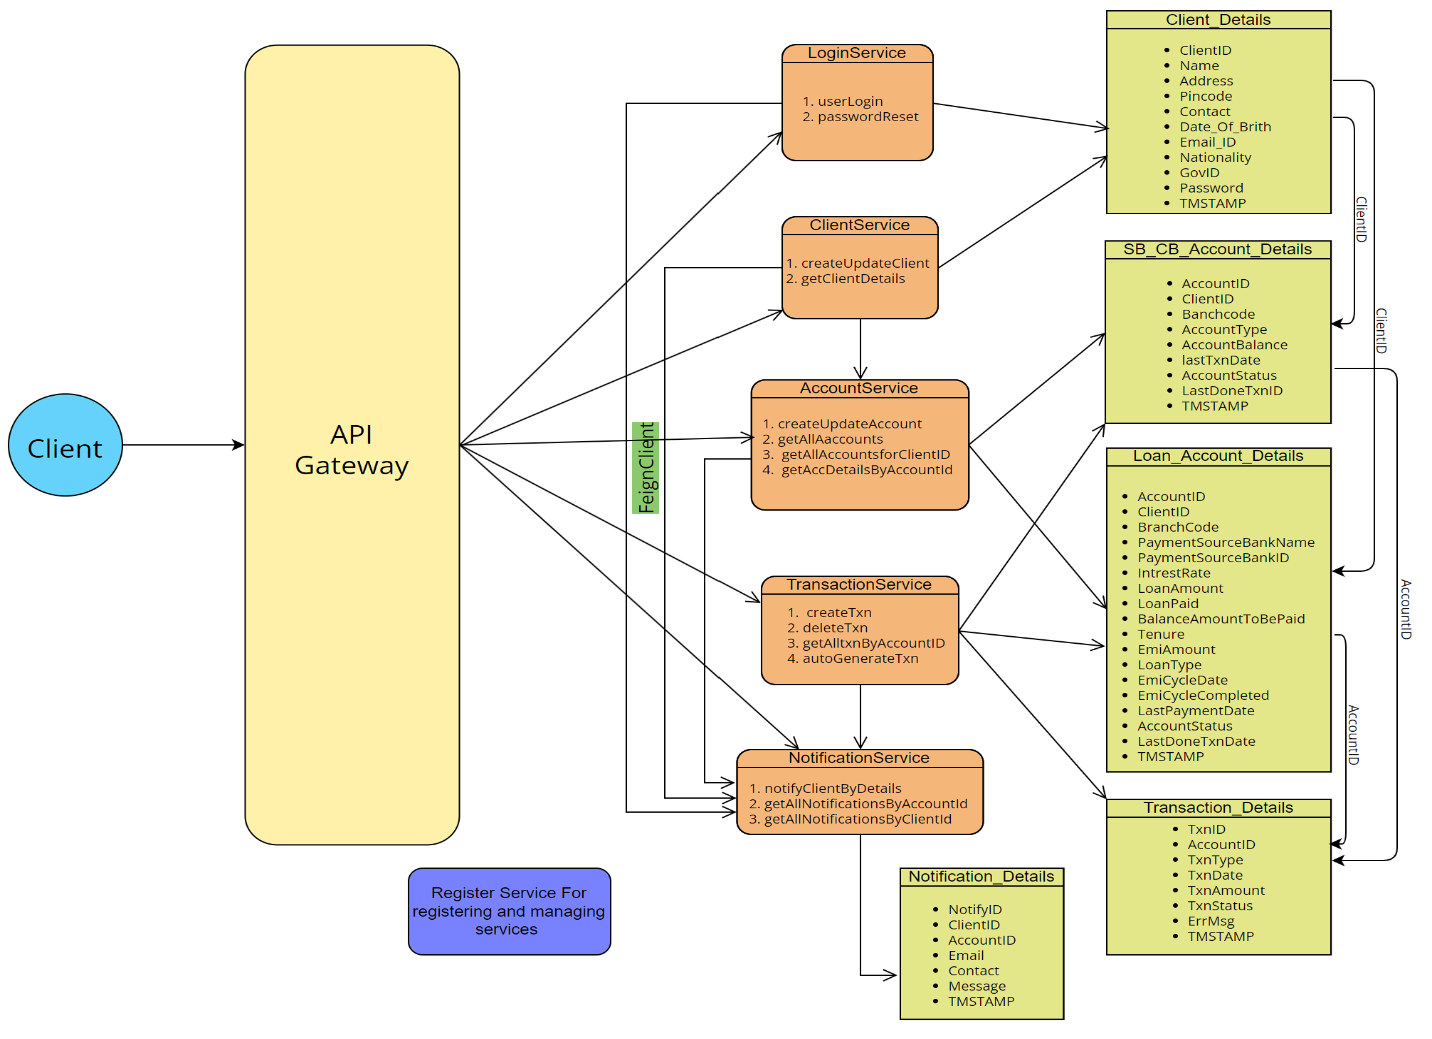 Client
API
Gateway
FeignClient
Register Service For
registering and managing
services
LoginService
1. userLogin
2. passwordReset
ClientService
1. createUpdateClient
2. getClientDetails
AccountService
1. createUpdateAccount
2. getAllAaccounts
3. getAllAccountsforClientID
4. getAccDetailsByAccountId
TransactionService
1. createTxn
2. deleteTxn
3. getAlltxnByAccountID
4. autoGenerateTxn
NotificationService
1. notifyClientByDetails
2. getAllNotificationsByAccountId
3. getAllNotificationsByClientId
Notification_Details
• NotifyID
• ClientID
• AccountID
• Email
• Contact
• Message
• TMSTAMP
Client_Details
• ClientID
• Name
• Address
• Pincode
• Contact
• Date_Of_Brith
• Email_ID
• Nationality
• GovID
• Password
• TMSTAMP
SB_CB_Account_Details
• AccountID
• ClientID
• Banchcode
• AccountType
• AccountBalance
• lastTxnDate
• AccountStatus
• LastDoneTxnID
• TMSTAMP
Loan_Account_Details
• AccountID
• ClientID
• BranchCode
• PaymentSourceBankName
• PaymentSourceBankID
• IntrestRate
• LoanAmount
• LoanPaid
• BalanceAmountToBePaid
• Tenure
• EmiAmount
• LoanType
• EmiCycleDate
• EmiCycleCompleted
• LastPaymentDate
• AccountStatus
• LastDoneTxnDate
• TMSTAMP
Transaction_Details
• TxnID
• AccountID
• TxnType
• TxnDate
• TxnAmount
• TxnStatus
• ErrMsg
• TMSTAMP
ClientID
ClientID
AccountID
AccountID